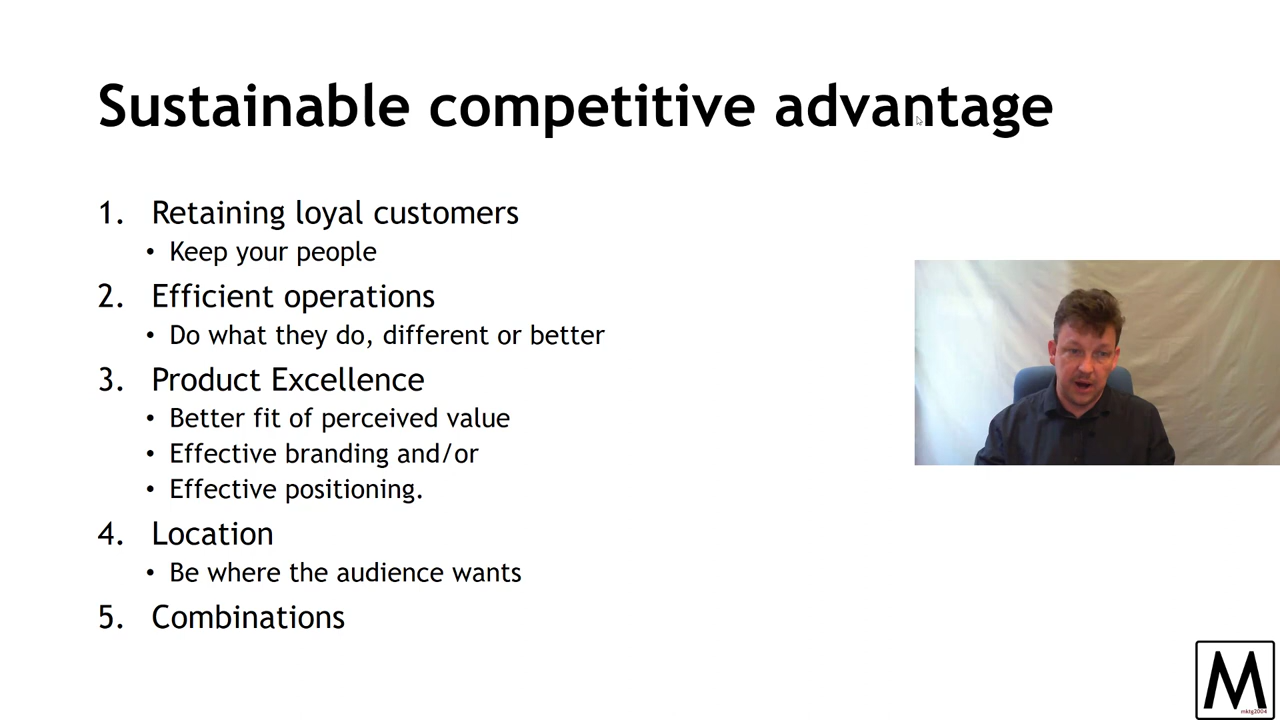 Sustainable competitive advantage
1. Retaining loyal customers
• Keep your people
2. Efficient operations
• Do what they do, different or better
3. Product Excellence
• Better fit of perceived value
• Effective branding and/or
• Effective positioning.
4. Location
• Be where the audience wants
5. Combinations
M
mktg2004